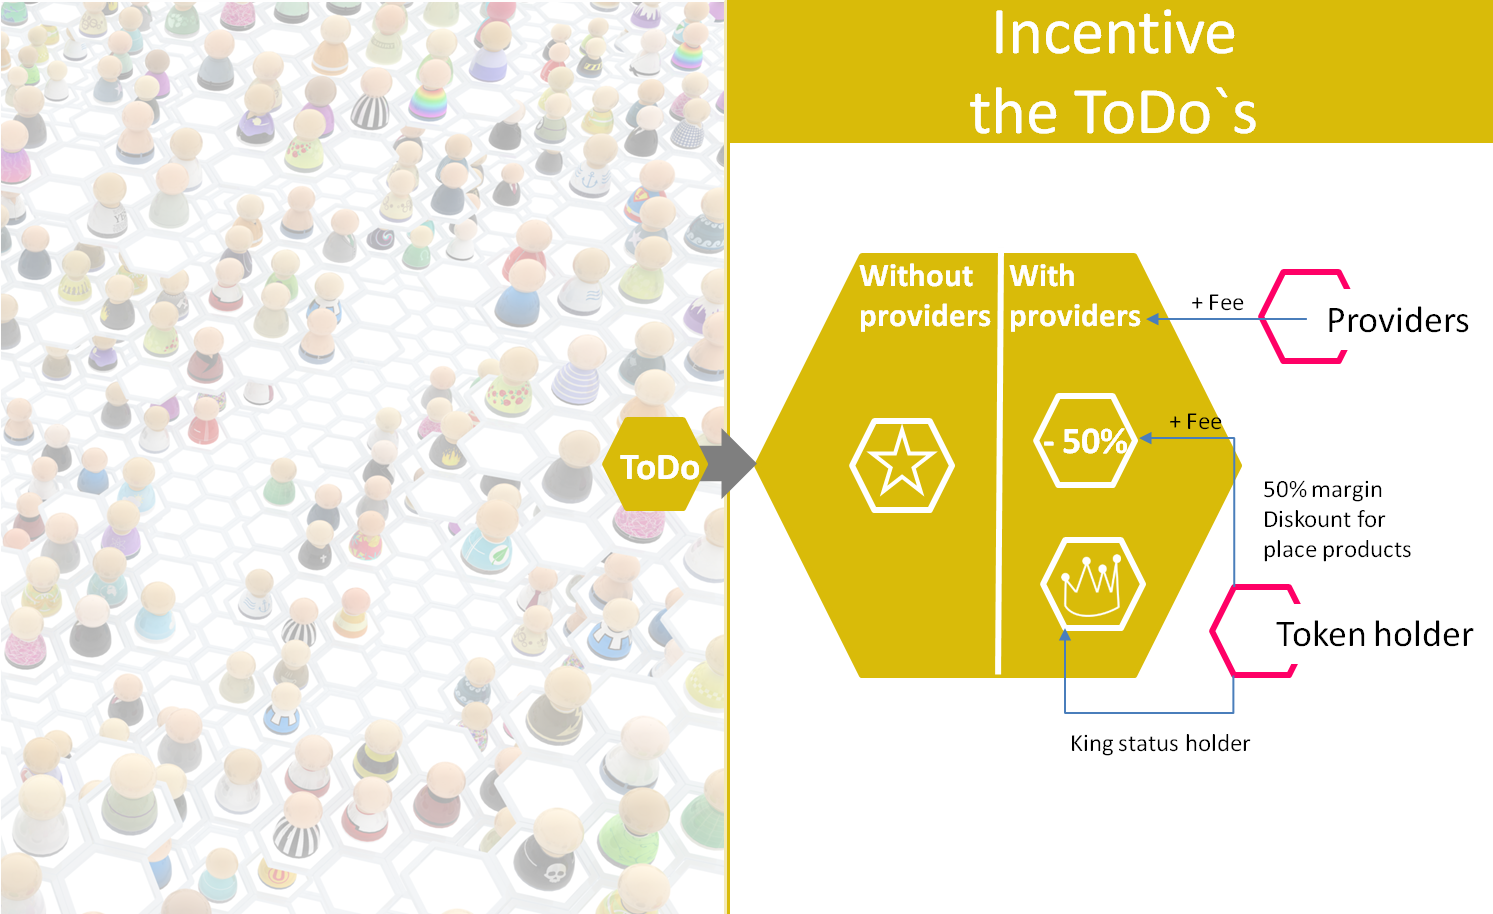 Incentive
the ToDo`s
Without
providers
With
providers
+ Fee
Providers
- 50%
+ Fee
ToDo
50% margin
Diskount for
place products
Token holder
King status holder